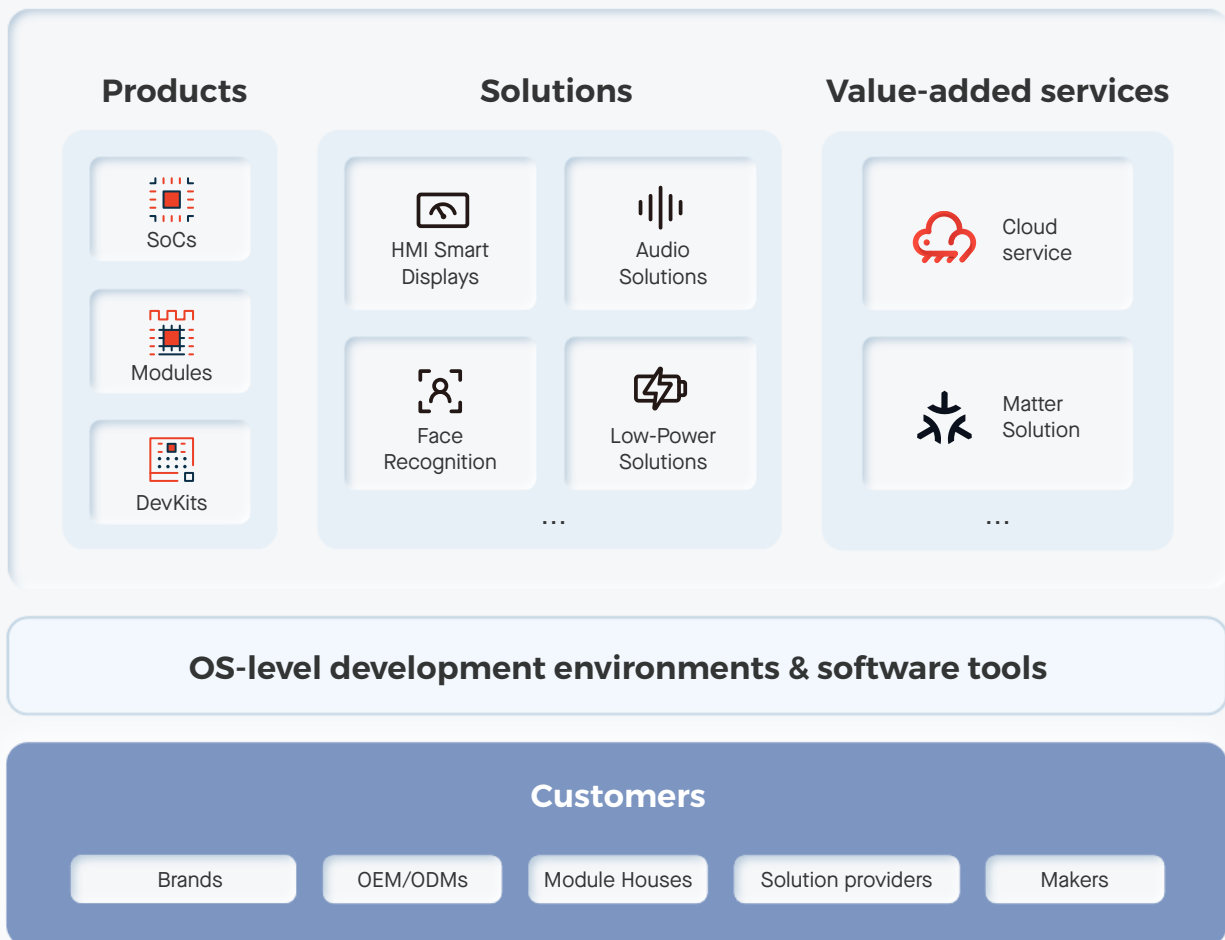 Products
SoCs
Modules
DevKits
Solutions
HMI Smart
Displays
Audio
Solutions
Face
Recognition
Low-Power
Solutions
...
Value-added services
Cloud
service
Matter
Solution
...
OS-level development environments & software tools
Customers
Brands
OEM/ODMs
Module Houses
Solution providers
Makers